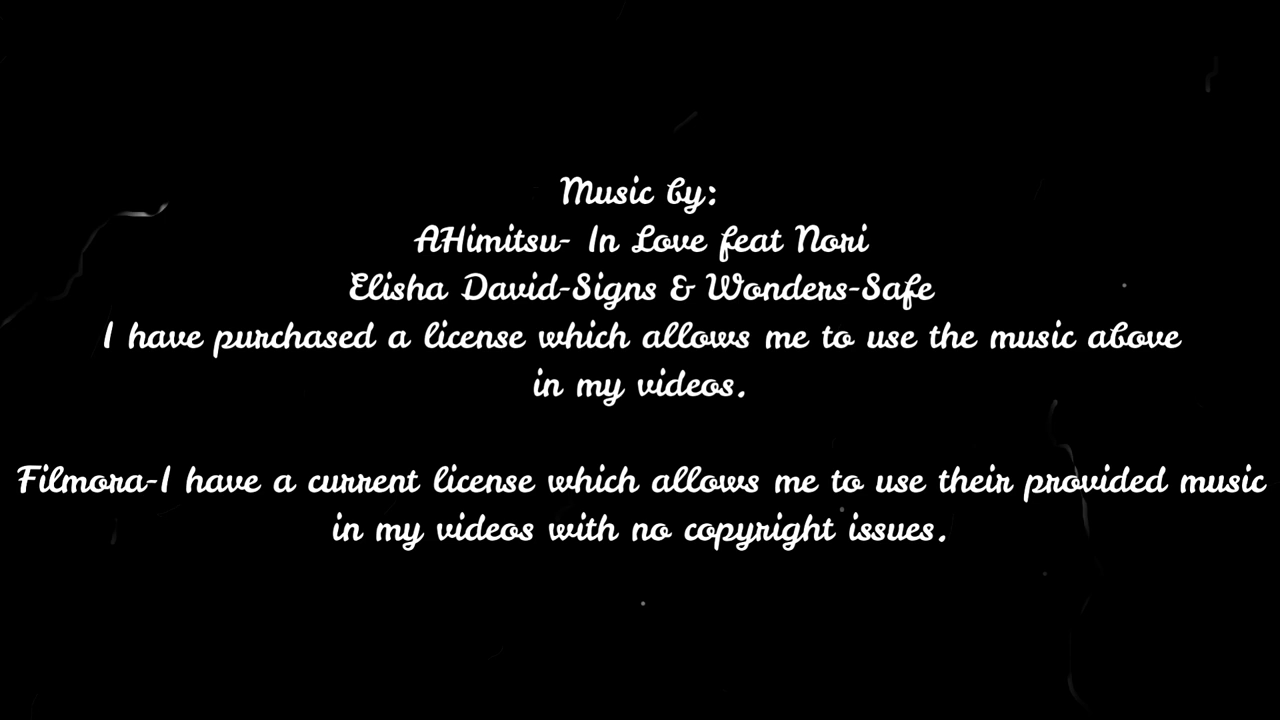 Music by:
AHimitsu- In Love feat Nori
Elisha David-Signs & Wonders-Safe
I have purchased a license which allows me to use the music above
in my videos.
Filmora-I have a current license which allows me to use their provided music
in my videos with no copyright issues.